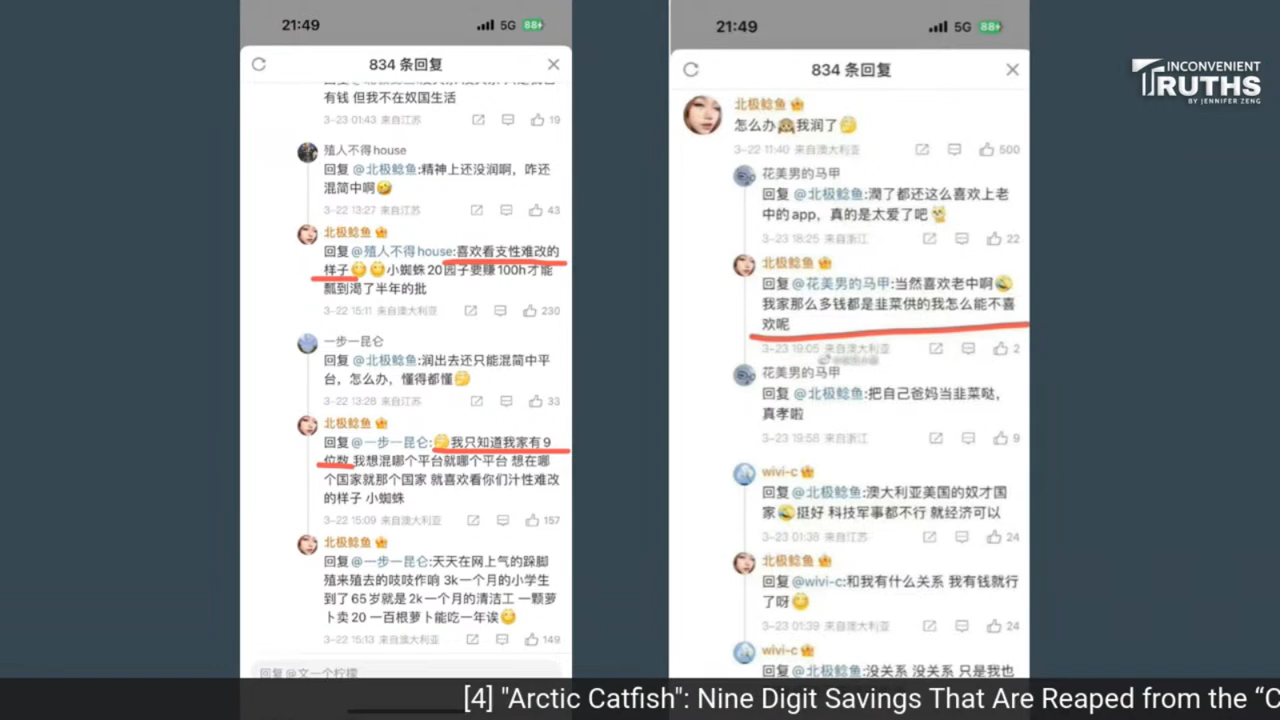 21:49
5G
88
834 条回复
有钱 但我不在奴国生活
3-23 01:43 来自江苏
19
殖人不得house
回复 @北极鲶鱼:精神上还没润啊，咋还
混简中啊
3-22 13:27 来自江苏
43
北极鲶鱼
回复@殖人不得house:喜欢看支性难改的
样子 小蜘蛛 20园子要赚100h才能
瓢到渴了半年的批
3-22 15:11 来自澳大利亚
230
一步一昆仑
回复 @北极鲶鱼:润出去还只能混简中平
台，怎么办，懂得都懂
3-22 13:28 来自江苏
33
北极鲶鱼
回复@一步一昆仑:我只知道我家有9
位数 我想混哪个平台就哪个平台 想在哪
个国家就那个国家 就喜欢看你们汁性难改
的样子 小蜘蛛
3-22 15:09 来自澳大利亚
157
北极鲶鱼
回复 @一步一昆仑:天天在网上气的跺脚
殖来殖去的吱吱作响 3k一个月的小学生
到了65岁就是2k一个月的清洁工 一颗萝
卜卖20 一百根萝卜能吃一年诶
3-22 15:13 来自澳大利亚
149
回复@文一个柠檬
21:49
5G
88
834 条回复
北极鲶鱼
怎么办 我润了
3-22 11:40 来自澳大利亚
500
花美男的马甲
回复 @北极鲶鱼:潤了都还这么喜欢上老
中的app，真的是太爱了吧
3-23 18:25 来自浙江
22
北极鲶鱼
回复 @花美男的马甲:当然喜欢老中啊
我家那么多钱都是韭菜供的我怎么能不喜
欢呢
3-23 19:05 来自澳大利亚
2
花美男的马甲
回复 @北极鲶鱼:把自己爸妈当韭菜哒，
真孝啦
3-23 19:58 来自浙江
9
wivi-c
回复@北极鲶鱼:澳大利亚美国的奴才国
家 挺好 科技军事都不行 就经济可以
3-23 01:38 来自江苏
24
北极鲶鱼
回复@wivi-c:和我有什么关系 我有钱就行
了呀
3-23 01:39 来自澳大利亚
24
wivi-c
回复@北极鲶鱼:没关系 没关系 只是我也
INCONVENIENT
TRUTHS
BY JENNIFER ZENG
[4] "Arctic Catfish": Nine Digit Savings That Are Reaped from the “C